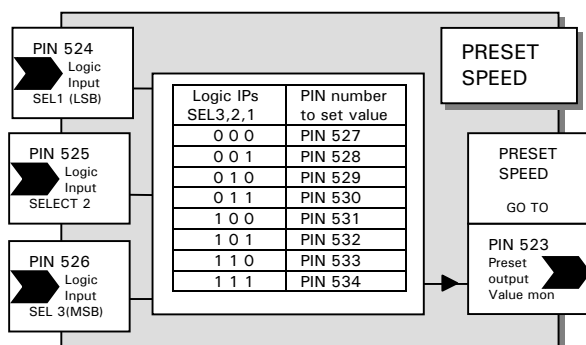 PIN 524
Logic
Input
SEL1 (LSB)
PIN 525
Logic
Input
SELECT 2
PIN 526
Logic
Input
SEL 3(MSB)
Logic IPs PIN number
SEL3,2,1 to set value
0 0 0 PIN 527
0 0 1 PIN 528
0 1 0 PIN 529
0 1 1 PIN 530
1 0 0 PIN 531
1 0 1 PIN 532
1 1 0 PIN 533
1 1 1 PIN 534
PRESET
SPEED
PRESET
SPEED
GO TO
PIN 523
Preset
output
Value mon